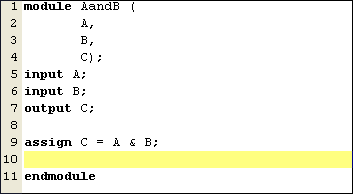 1 module AandB (
2 A,
3 B,
4 C);
5 input A;
6 input B;
7 output C;
8
9 assign C = A & B;
10
11 endmodule